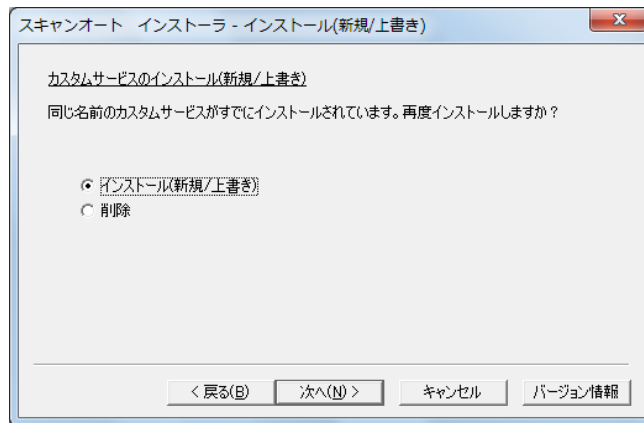 スキャンオート　インストーラ - インストール(新規/上書き)
カスタムサービスのインストール(新規/上書き)
同じ名前のカスタムサービスがすでにインストールされています。再度インストールしますか？
インストール(新規/上書き)
削除
< 戻る(B) 次へ(N) > キャンセル バージョン情報